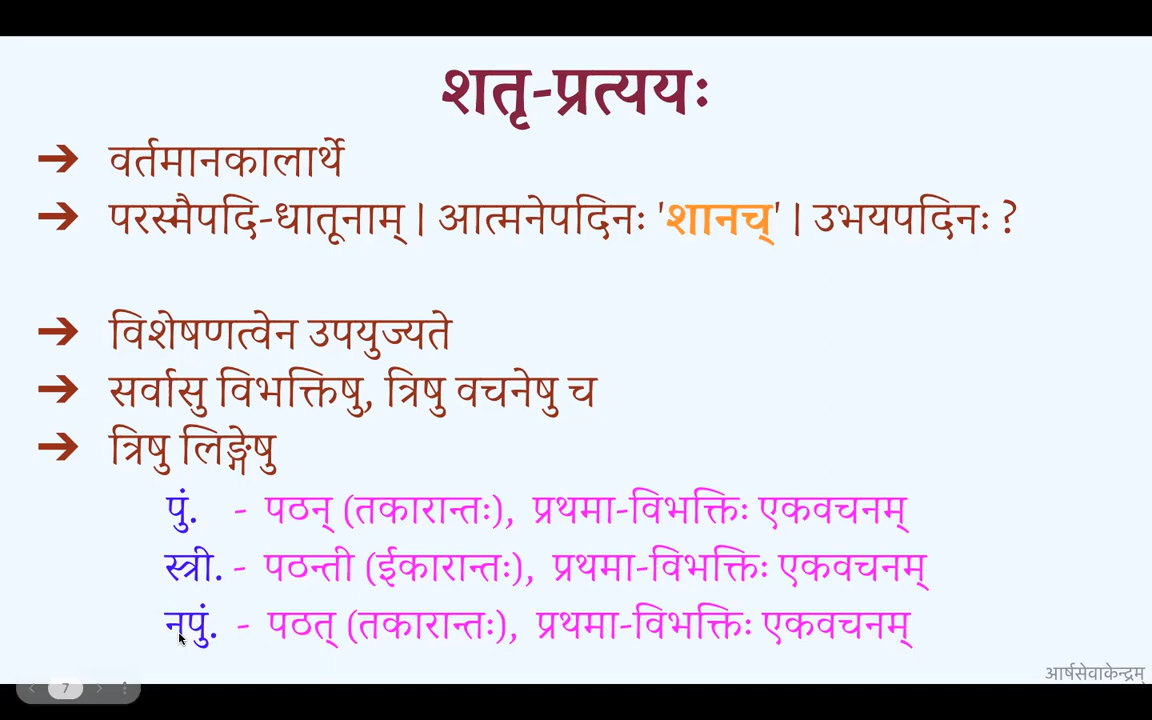 शतृ-प्रत्ययः
➔ वर्तमानकालार्थे
➔ परस्मैपदि-धातूनाम् | आत्मनेपदिनः 'शानच्' | उभयपदिनः ?
➔ विशेषणत्वेन उपयुज्यते
➔ सर्वासु विभक्तिषु, त्रिषु वचनेषु च
➔ त्रिषु लिङ्गेषु
पुं. - पठन् (तकारान्तः), प्रथमा-विभक्तिः एकवचनम्
स्त्री. - पठन्ती (ईकारान्तः), प्रथमा-विभक्तिः एकवचनम्
नपुं. - पठत् (तकारान्तः), प्रथमा-विभक्तिः एकवचनम्
आर्षसेवाकेन्द्रम्
7